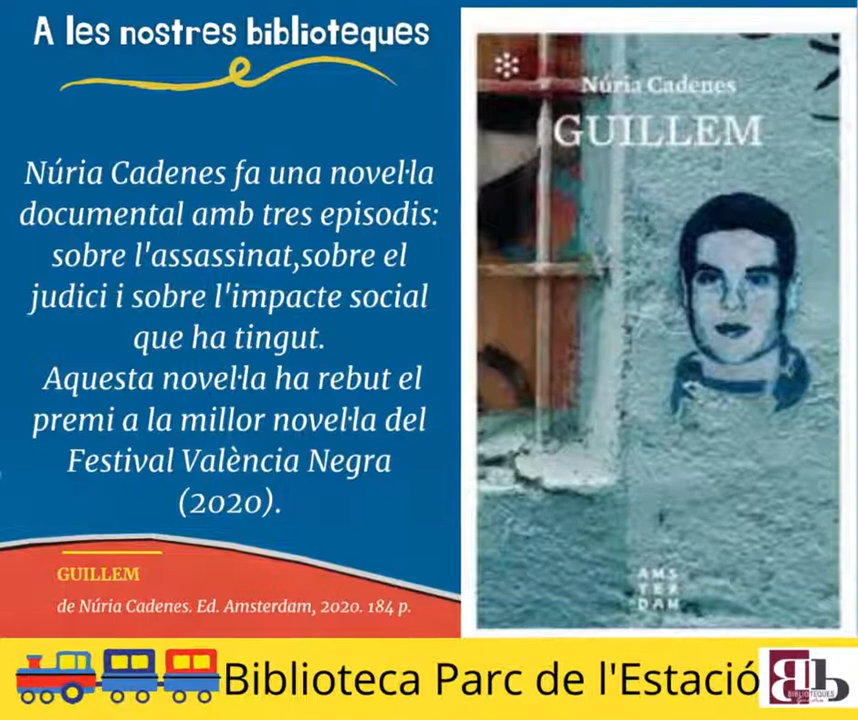 A les nostres biblioteques
Núria Cadenes fa una novel·la
documental amb tres episodis:
sobre l'assassinat,sobre el
judici i sobre l'impacte social
que ha tingut.
Aquesta novel·la ha rebut el
premi a la millor novel·la del
Festival València Negra
(2020).
GUILLEM
de Núria Cadenes. Ed. Amsterdam, 2020. 184 p.
Núria Cadenes
GUILLEM
AMS
TER
DAM
Biblioteca Parc de l'Estació
BIBLIOTEQUES